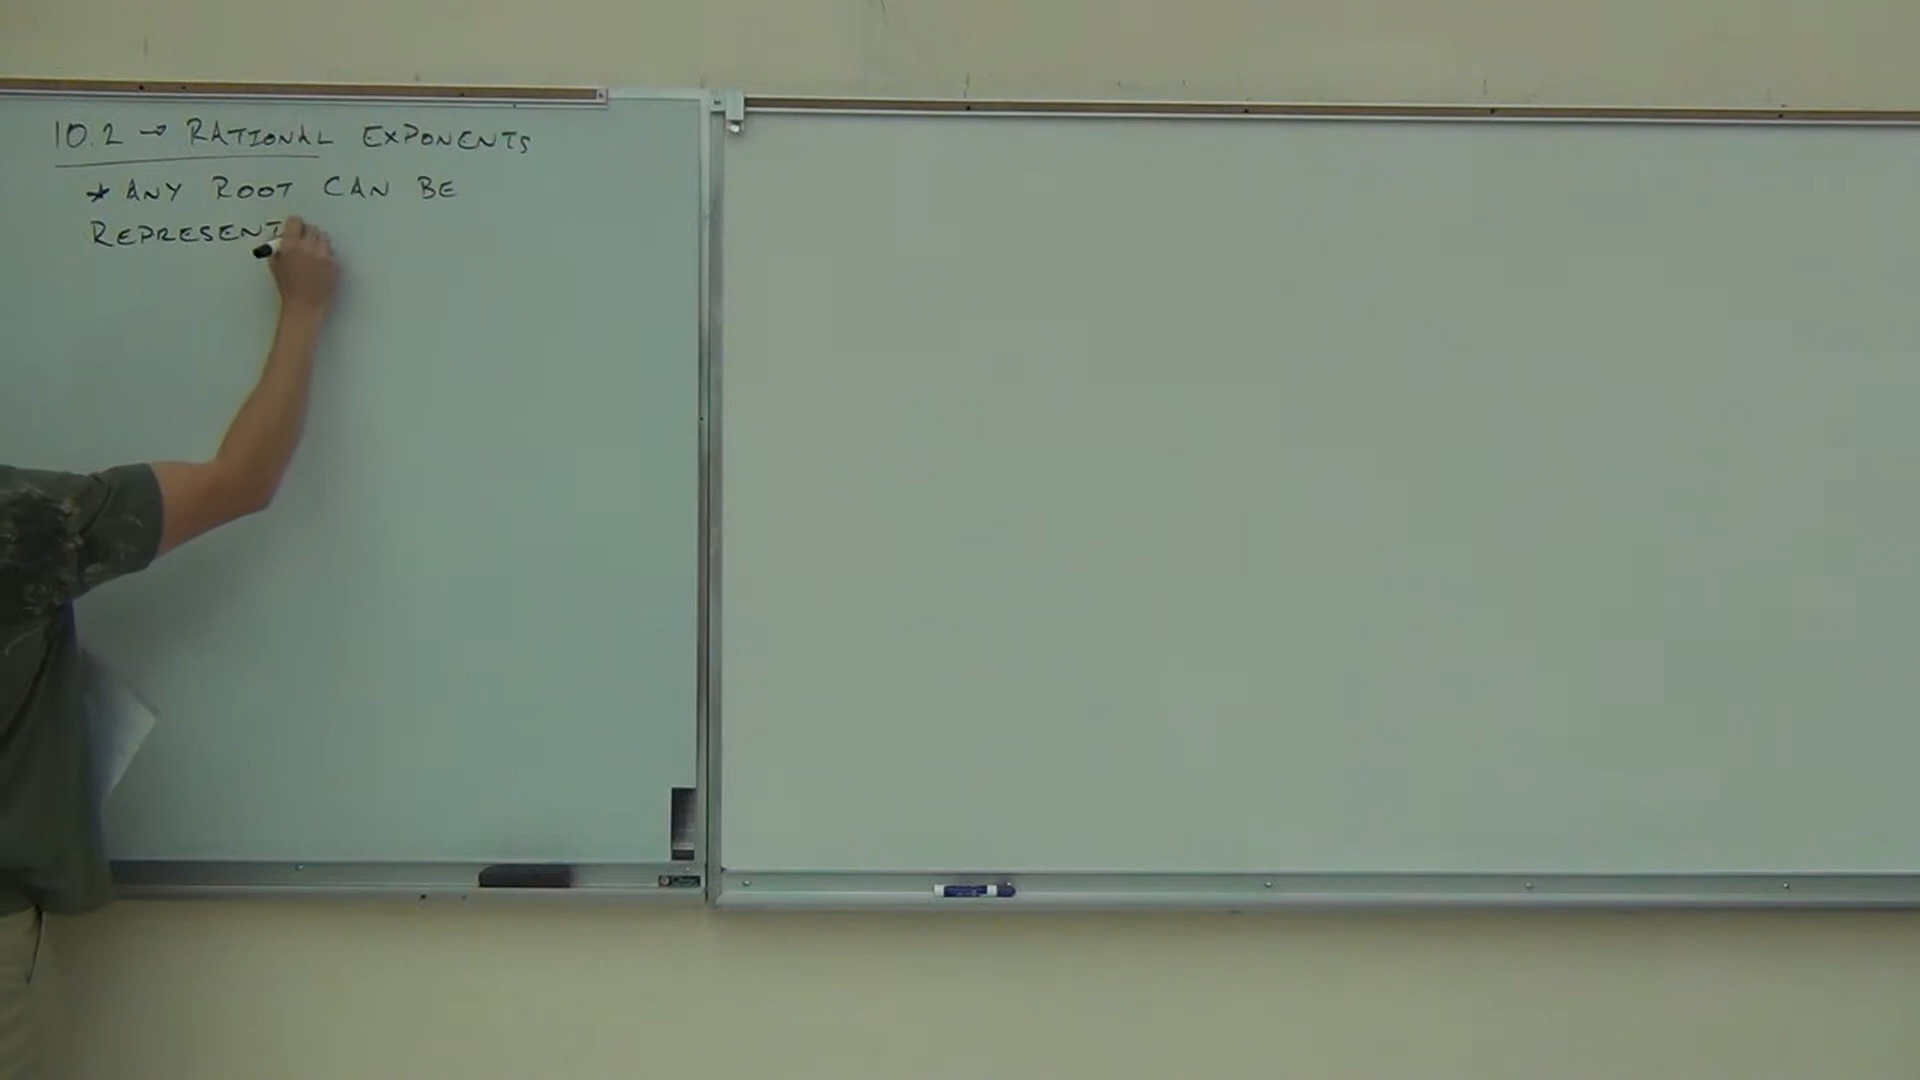 10.2 → RATIONAL EXPONENTS
* ANY ROOT CAN BE
REPRESENT